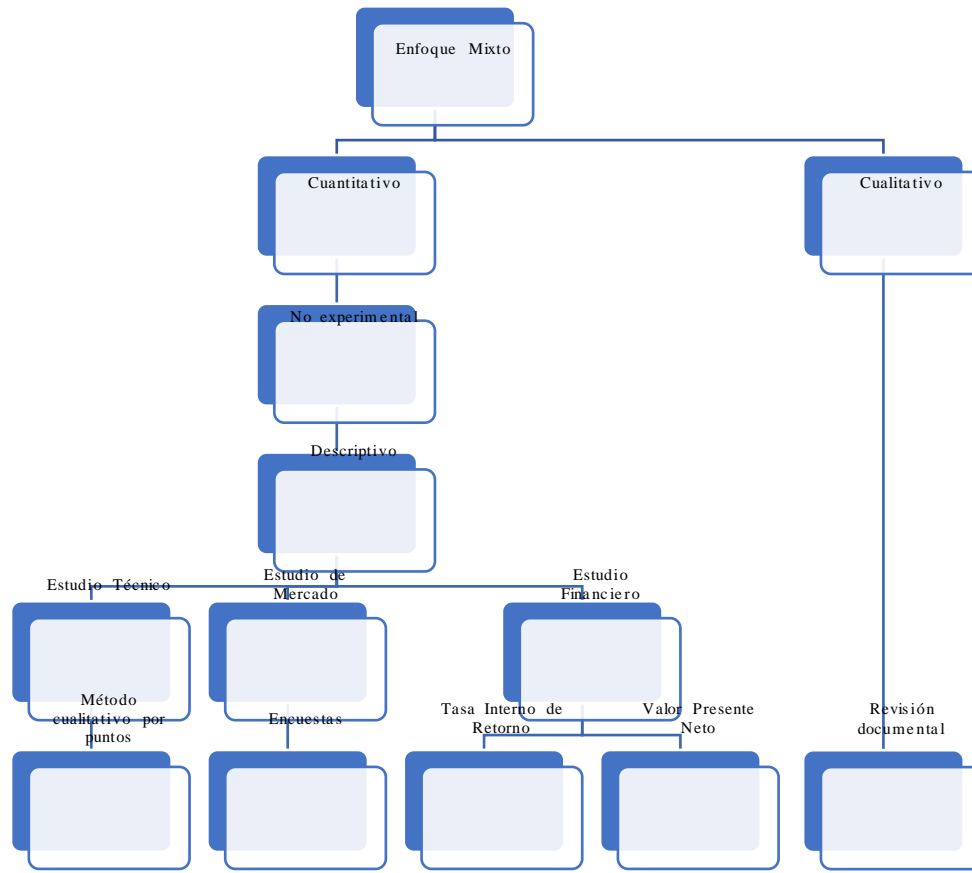 Enfoque Mixto
Cuantitativo
Cualitativo
No experimental
Descriptivo
Estudio Técnico
Estudio de
Mercado
Estudio
Financiero
Método
cualitativo por
puntos
Encuestas
Tasa Interno de
Retorno
Valor Presente
Neto
Revisión
documental